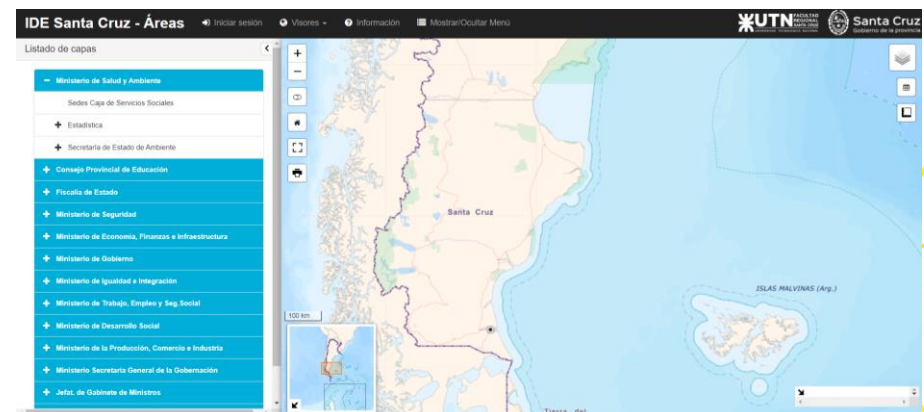 IDE Santa Cruz - Áreas
Iniciar sesión
Visores
Información
Mostrar/Ocultar Menú
UTN FACULTAD REGIONAL SANTA CRUZ
Santa Cruz
Gobierno de la provincia
Listado de capas
Ministerio de Salud y Ambiente
Sedes Caja de Servicios Sociales
Estadística
Secretaría de Estado de Ambiente
Consejo Provincial de Educación
Fiscalía de Estado
Ministerio de Seguridad
Ministerio de Economía, Finanzas e Infraestructura
Ministerio de Gobierno
Ministerio de Igualdad e Integración
Ministerio de Trabajo, Empleo y Seg.Social
Ministerio de Desarrollo Social
Ministerio de la Producción, Comercio e Industria
Ministerio Secretaría General de la Gobernación
Jefat. de Gabinete de Ministros
Santa Cruz
ISLAS MALVINAS (Arg.)
100 km
Tierra del